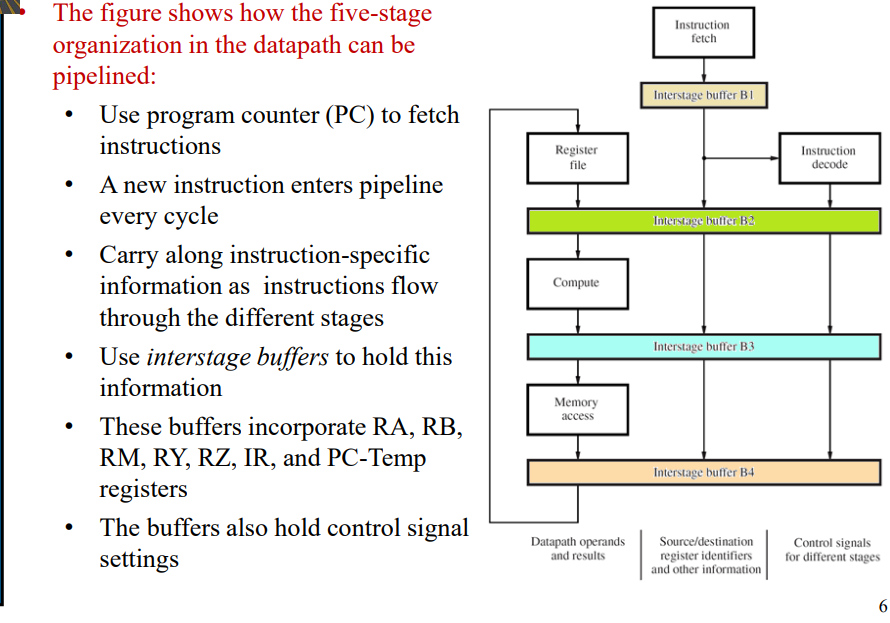 The figure shows how the five-stage
organization in the datapath can be
pipelined:
• Use program counter (PC) to fetch
instructions
• A new instruction enters pipeline
every cycle
• Carry along instruction-specific
information as instructions flow
through the different stages
• Use interstage buffers to hold this
information
• These buffers incorporate RA, RB,
RM, RY, RZ, IR, and PC-Temp
registers
• The buffers also hold control signal
settings
Instruction
fetch
Interstage buffer B1
Register
file
Instruction
decode
Interstage buffer B2
Compute
Interstage buffer B3
Memory
access
Interstage buffer B4
Datapath operands
and results
Source/destination
register identifiers
and other information
Control signals
for different stages
6